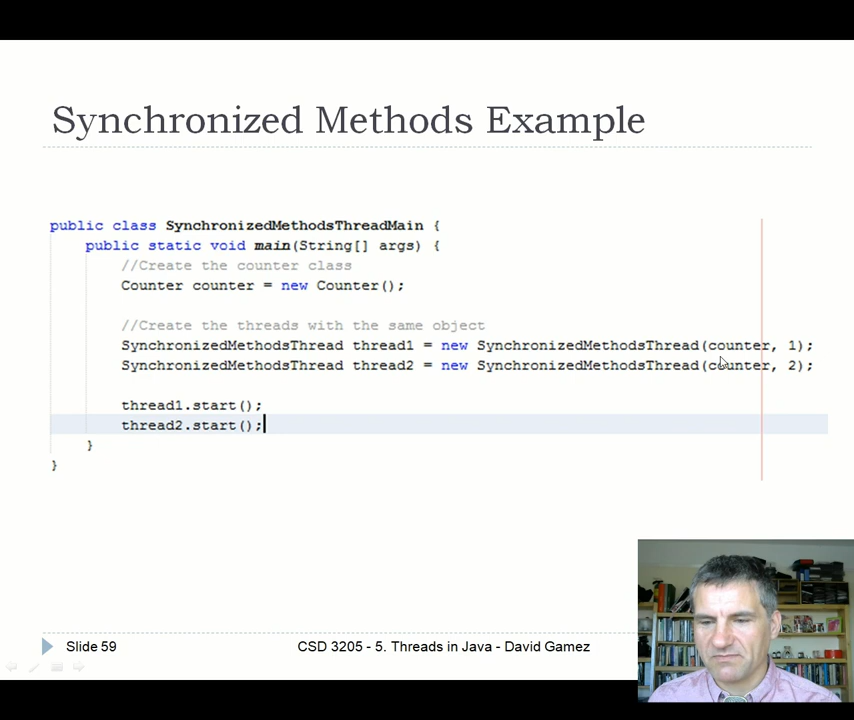 Synchronized Methods Example
public class SynchronizedMethodsThreadMain {
public static void main(String[] args) {
//Create the counter class
Counter counter = new Counter();
//Create the threads with the same object
SynchronizedMethodsThread thread1 = new SynchronizedMethodsThread(counter, 1);
SynchronizedMethodsThread thread2 = new SynchronizedMethodsThread(counter, 2);
thread1.start();
thread2.start();
}
}
Slide 59
CSD 3205 - 5. Threads in Java - David Gamez